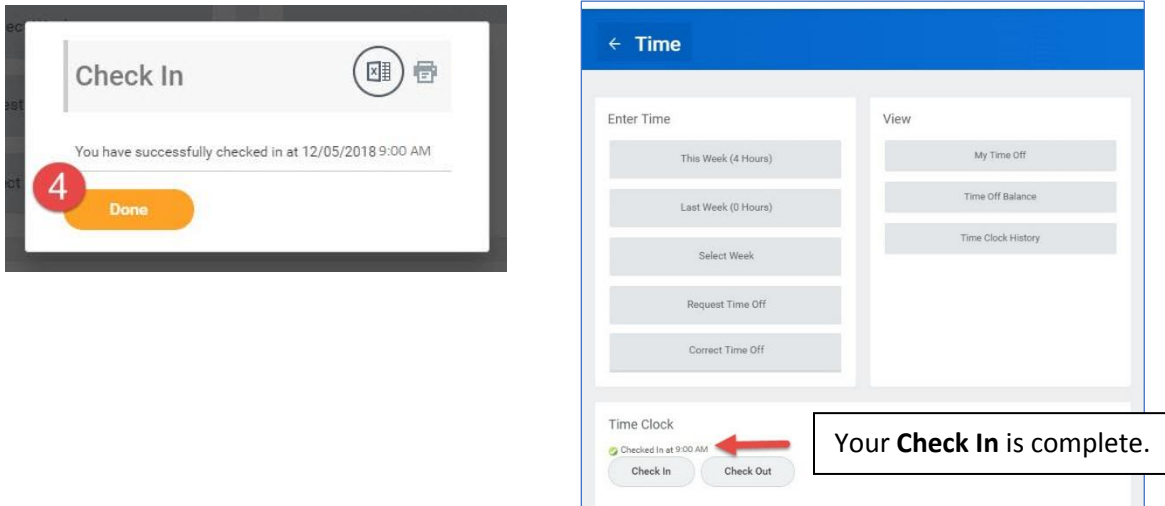 Check In
You have successfully checked in at 12/05/2018 9:00 AM
4
Done
← Time
Enter Time
This Week (4 Hours)
Last Week (0 Hours)
Select Week
Request Time Off
Correct Time Off
View
My Time Off
Time Off Balance
Time Clock History
Time Clock
Checked In at 9:00 AM
Check In
Check Out
Your Check In is complete.